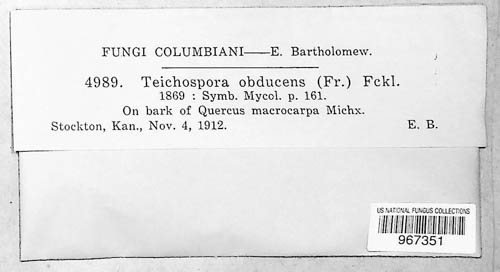 FUNGI COLUMBIANI—E. Bartholomew.
4989. Teichospora obducens (Fr.) Fckl.
1869 : Symb. Mycol. p. 161.
On bark of Quercus macrocarpa Michx.
Stockton, Kan., Nov. 4, 1912. E. B.
US NATIONAL FUNGUS COLLECTIONS
967351